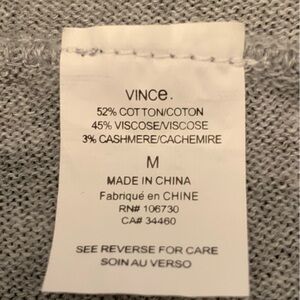 VINCe.
52% COTTON/COTON
45% VISCOSE/VISCOSE
3% CASHMERE/CACHEMIRE
M
MADE IN CHINA
Fabriqué en CHINE
RN# 106730
CA# 34460
SEE REVERSE FOR CARE
SOIN AU VERSO